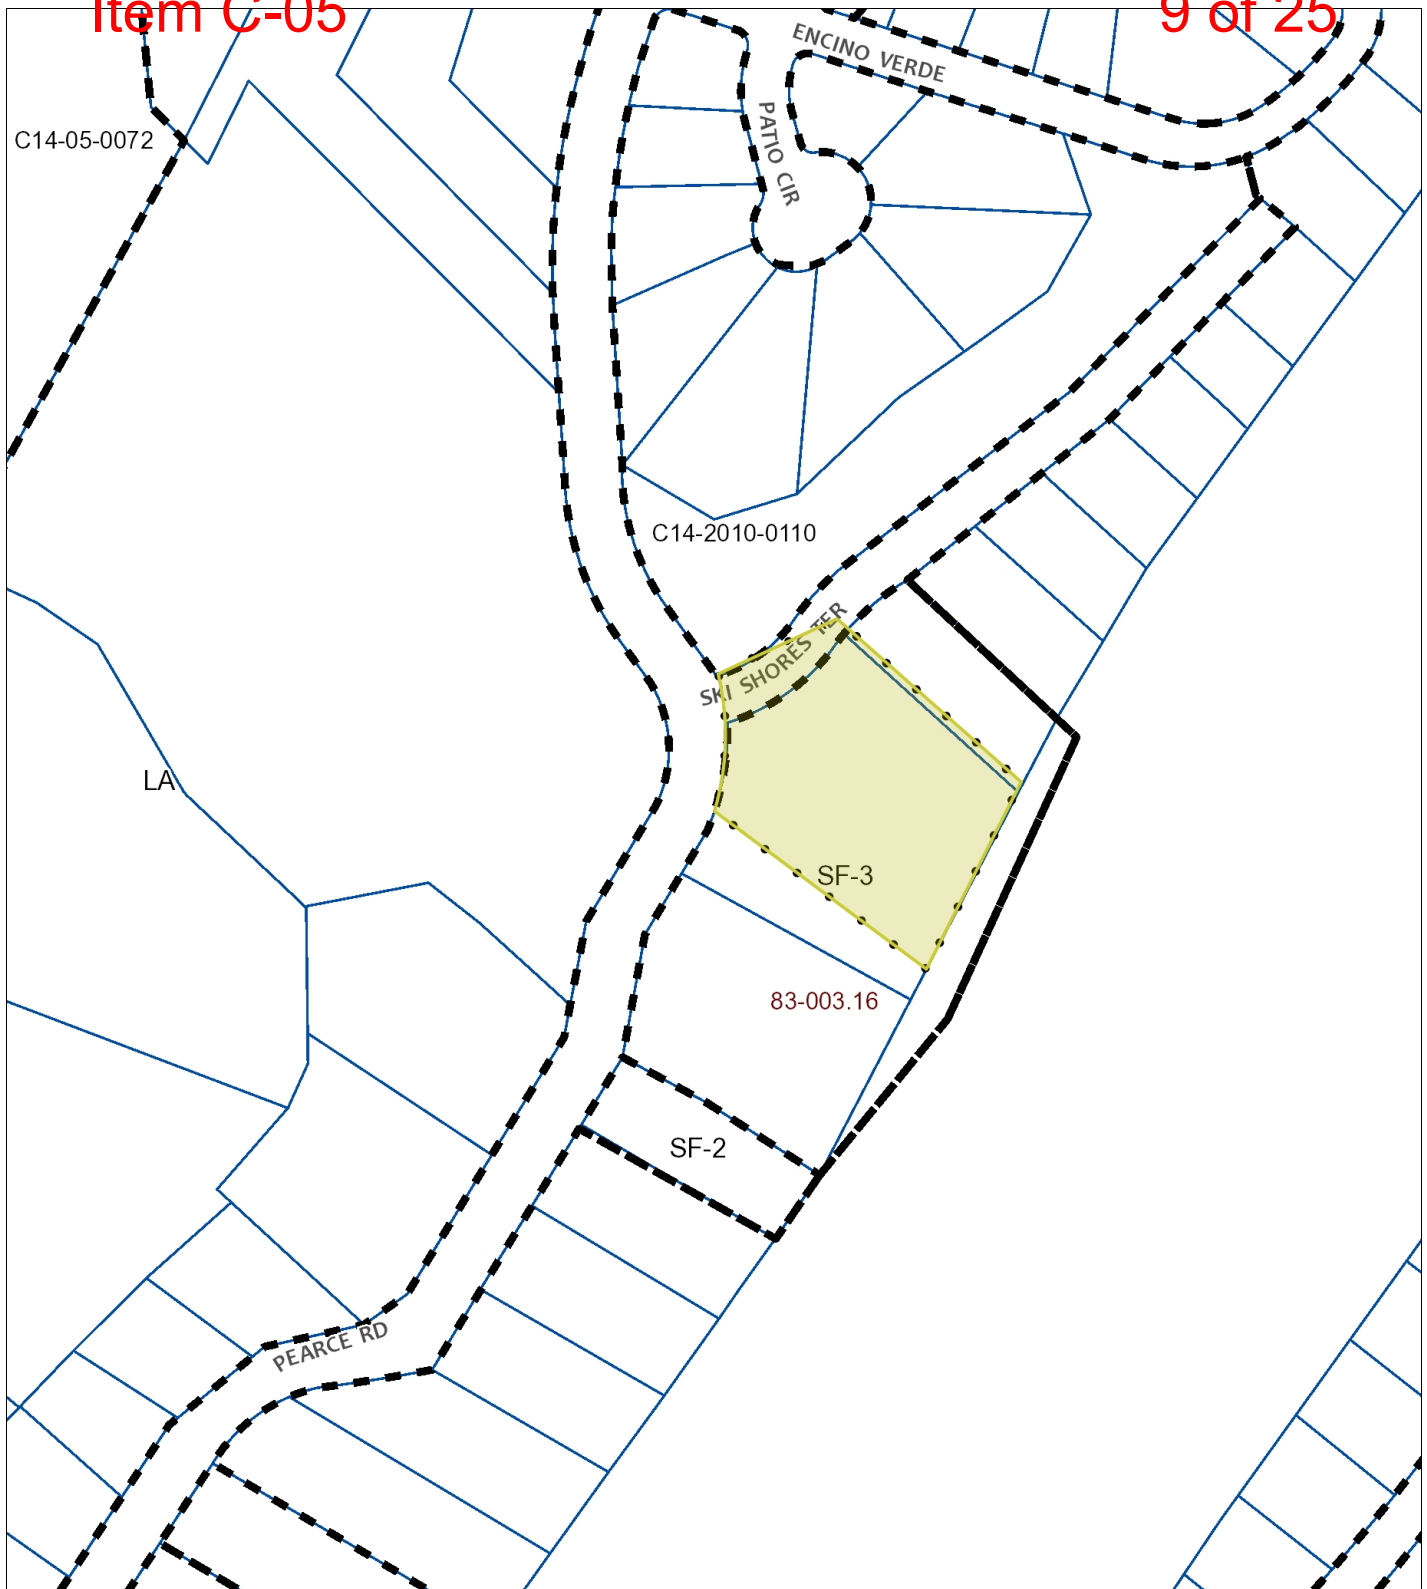 Item C-05
9 of 25
ENCINO VERDE
PATIO CIR
C14-05-0072
C14-2010-0110
SKI SHORES TER
LA
SF-3
83-003.16
SF-2
PEARCE RD